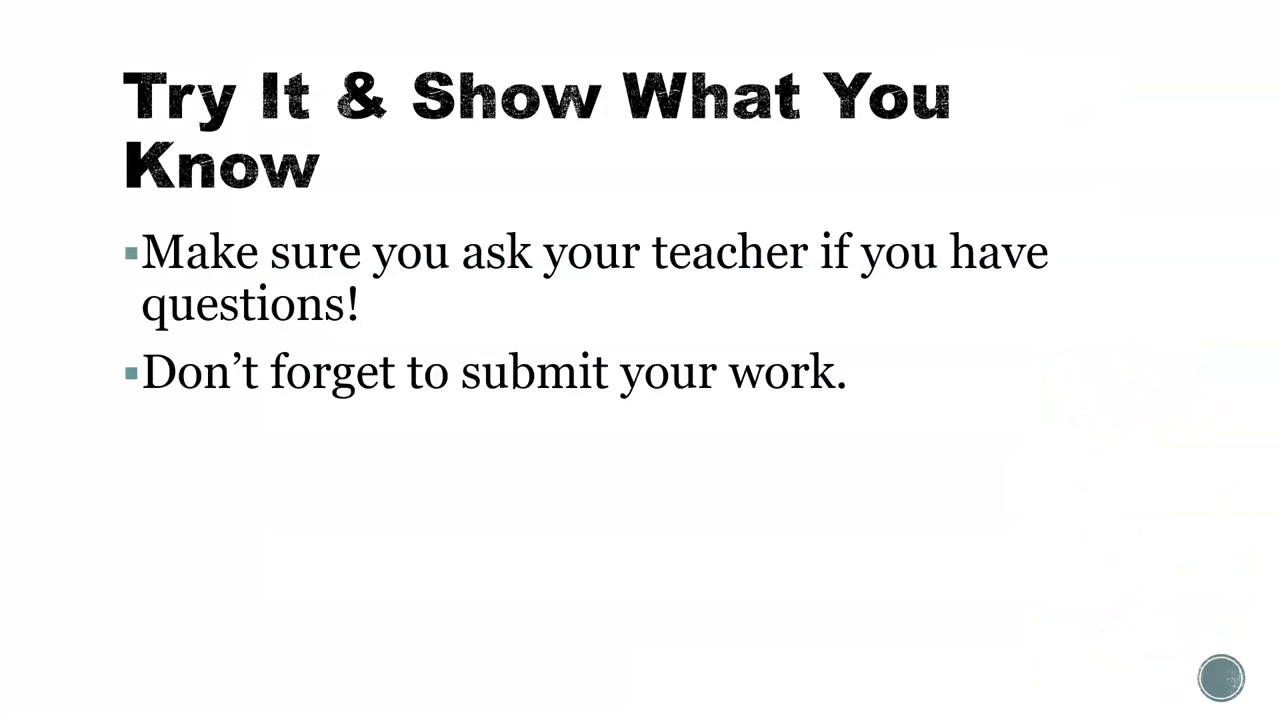 Try It & Show What You
Know
▪Make sure you ask your teacher if you have
questions!
▪Don’t forget to submit your work.